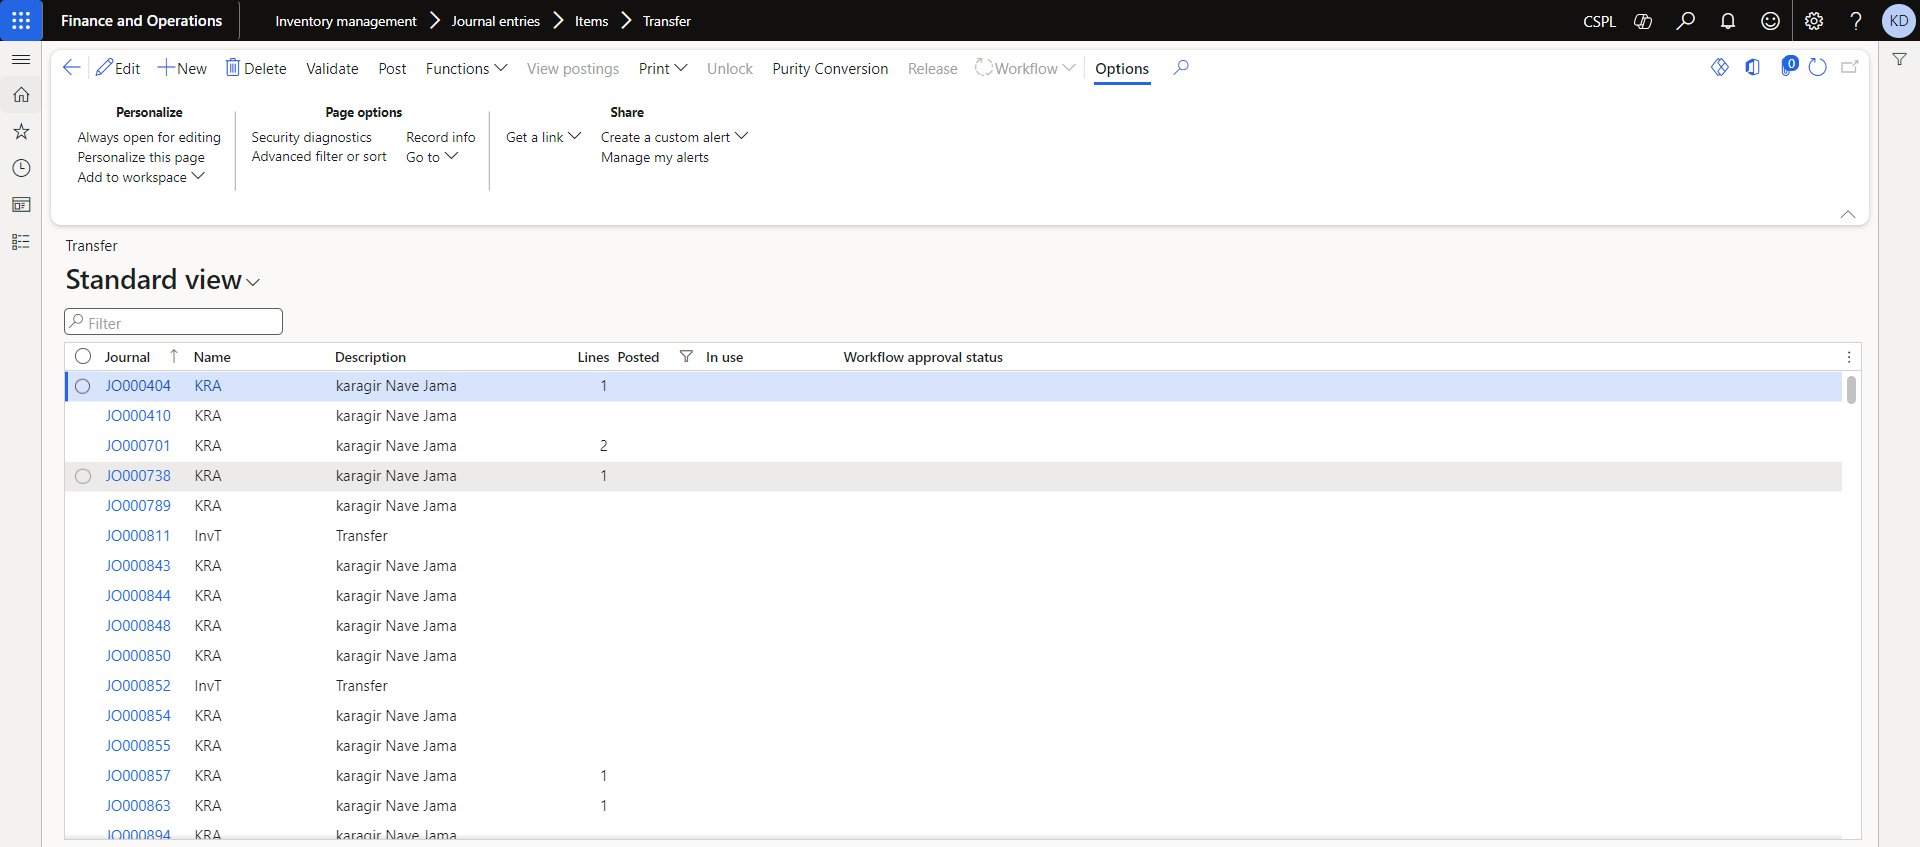 Finance and Operations
Inventory management Journal entries Items Transfer
CSPL
KD
Edit New Delete Validate Post Functions View postings Print Unlock Purity Conversion Release Workflow Options
0
Personalize
Always open for editing
Personalize this page
Add to workspace
Page options
Security diagnostics Record info
Advanced filter or sort Go to
Get a link
Share
Create a custom alert
Manage my alerts
Transfer
Standard view
Filter
Journal Name Description Lines Posted In use Workflow approval status
JO000404 KRA karagir Nave Jama 1
JO000410 KRA karagir Nave Jama
JO000701 KRA karagir Nave Jama 2
JO000738 KRA karagir Nave Jama 1
JO000789 KRA karagir Nave Jama
JO000811 InvT Transfer
JO000843 KRA karagir Nave Jama
JO000844 KRA karagir Nave Jama
JO000848 KRA karagir Nave Jama
JO000850 KRA karagir Nave Jama
JO000852 InvT Transfer
JO000854 KRA karagir Nave Jama
JO000855 KRA karagir Nave Jama
JO000857 KRA karagir Nave Jama 1
JO000863 KRA karagir Nave Jama 1
JO000894 KRA karagir Nave Jama